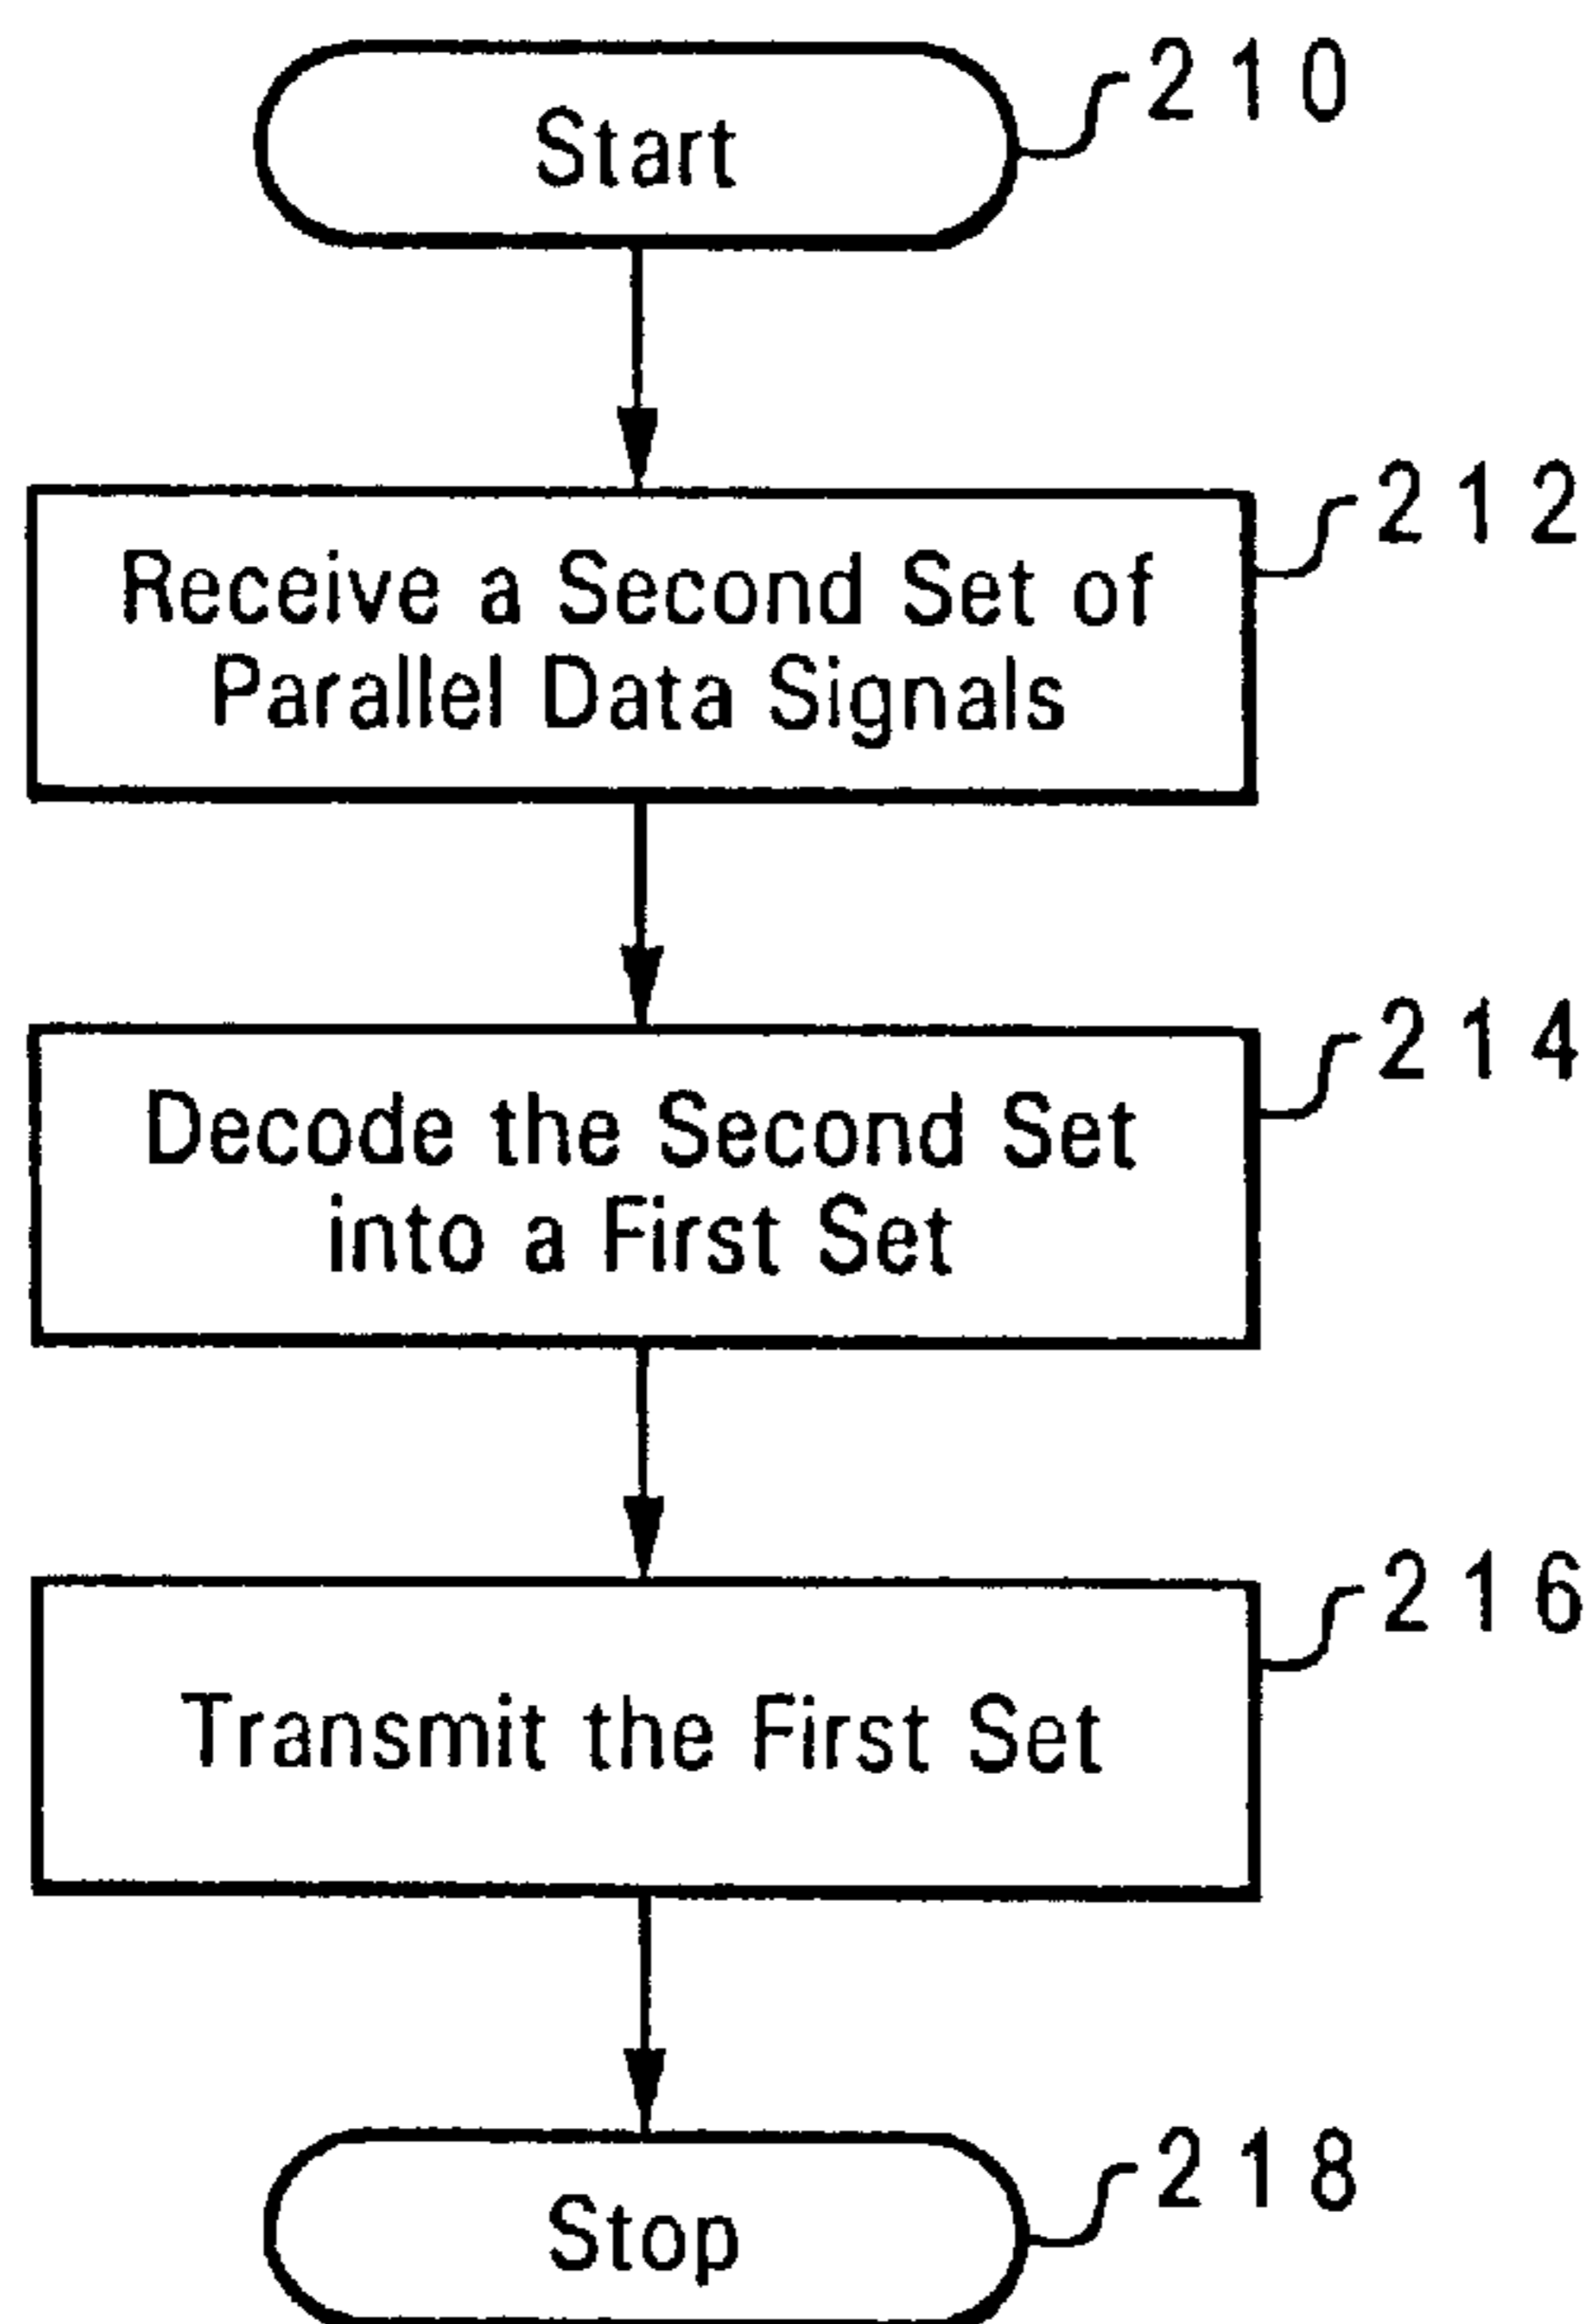 Start
210
Receive a Second Set of
Parallel Data Signals
212
Decode the Second Set
into a First Set
214
Transmit the First Set
216
Stop
218